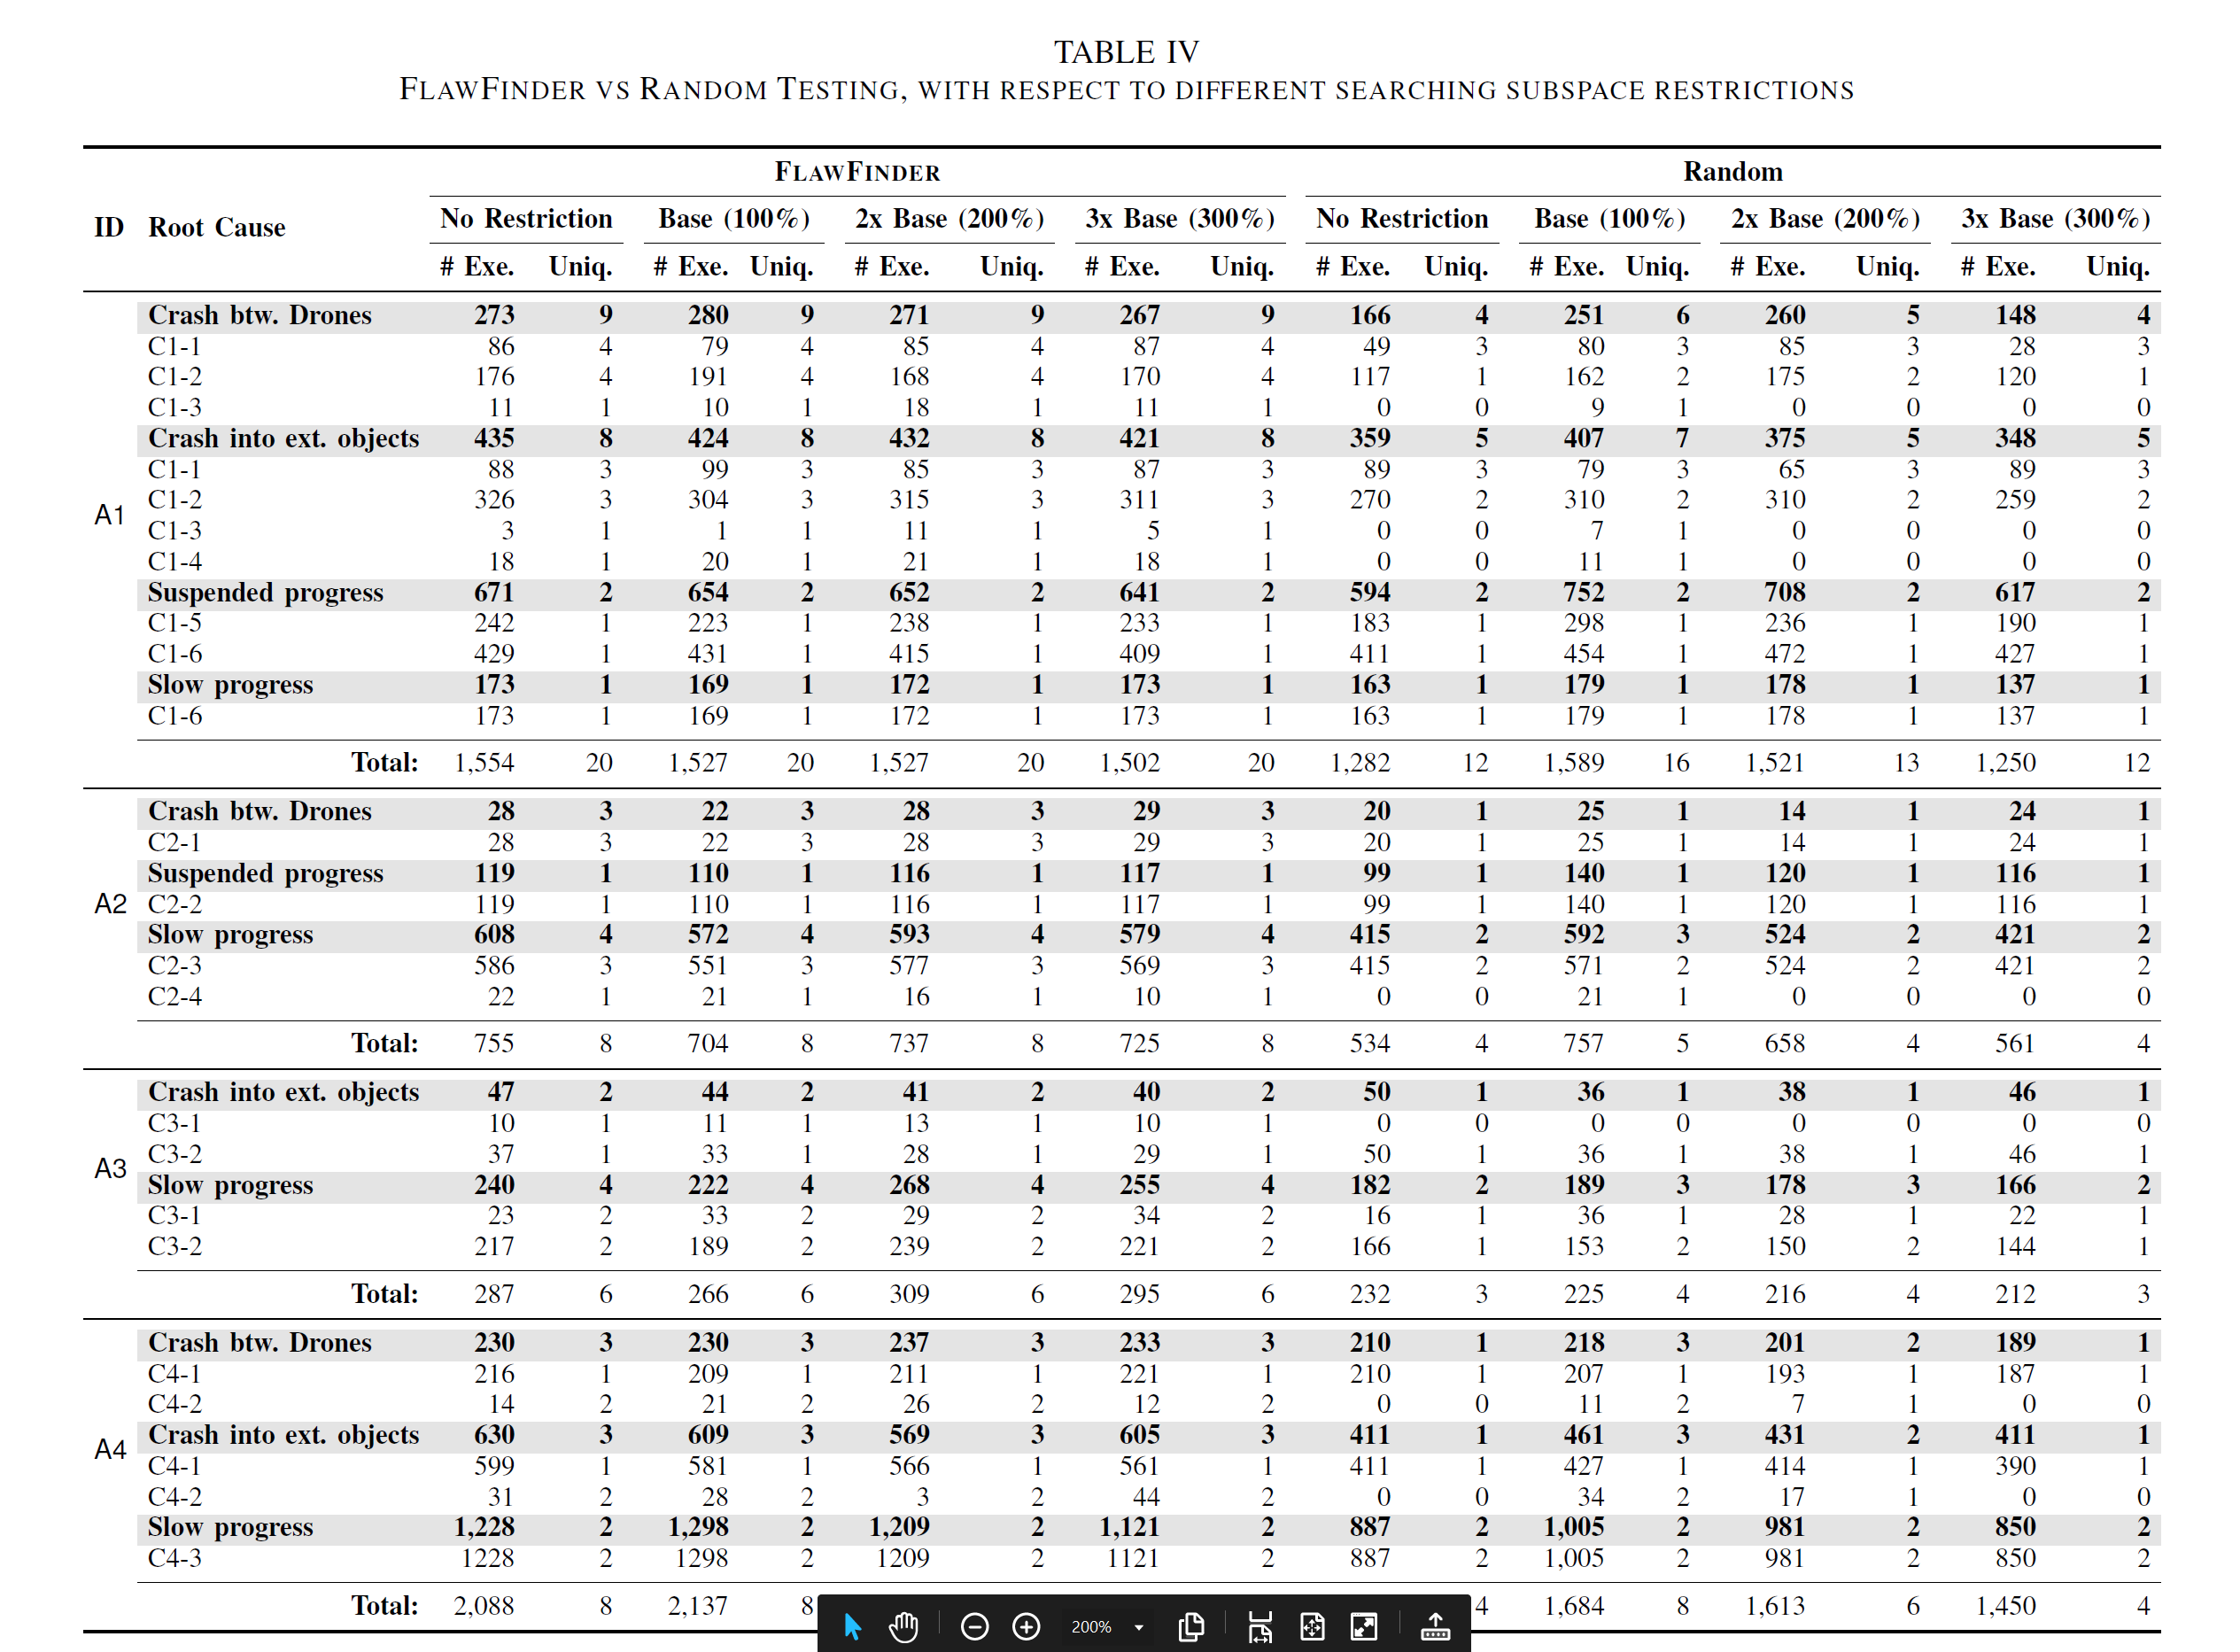 TABLE IV
FLAWFINDER VS RANDOM TESTING, WITH RESPECT TO DIFFERENT SEARCHING SUBSPACE RESTRICTIONS
FLAWFINDER Random
ID Root Cause No Restriction Base (100%) 2x Base (200%) 3x Base (300%) No Restriction Base (100%) 2x Base (200%) 3x Base (300%)
# Exe. Uniq. # Exe. Uniq. # Exe. Uniq. # Exe. Uniq. # Exe. Uniq. # Exe. Uniq. # Exe. Uniq. # Exe. Uniq.
Crash btw. Drones 273 9 280 9 271 9 267 9 166 4 251 6 260 5 148 4
C1-1 86 4 79 4 85 4 87 4 49 3 80 3 85 3 28 3
C1-2 176 4 191 4 168 4 170 4 117 1 162 2 175 2 120 1
C1-3 11 1 10 1 18 1 11 1 0 0 9 1 0 0 0 0
Crash into ext. objects 435 8 424 8 432 8 421 8 359 5 407 7 375 5 348 5
C1-1 88 3 99 3 85 3 87 3 89 3 79 3 65 3 89 3
A1 C1-2 326 3 304 3 315 3 311 3 270 2 310 2 310 2 259 2
C1-3 3 1 1 1 11 1 5 1 0 0 7 1 0 0 0 0
C1-4 18 1 20 1 21 1 18 1 0 0 11 1 0 0 0 0
Suspended progress 671 2 654 2 652 2 641 2 594 2 752 2 708 2 617 2
C1-5 242 1 223 1 238 1 233 1 183 1 298 1 236 1 190 1
C1-6 429 1 431 1 415 1 409 1 411 1 454 1 472 1 427 1
Slow progress 173 1 169 1 172 1 173 1 163 1 179 1 178 1 137 1
C1-6 173 1 169 1 172 1 173 1 163 1 179 1 178 1 137 1
Total: 1,554 20 1,527 20 1,527 20 1,502 20 1,282 12 1,589 16 1,521 13 1,250 12
Crash btw. Drones 28 3 22 3 28 3 29 3 20 1 25 1 14 1 24 1
C2-1 28 3 22 3 28 3 29 3 20 1 25 1 14 1 24 1
Suspended progress 119 1 110 1 116 1 117 1 99 1 140 1 120 1 116 1
A2 C2-2 119 1 110 1 116 1 117 1 99 1 140 1 120 1 116 1
Slow progress 608 4 572 4 593 4 579 4 415 2 592 3 524 2 421 2
C2-3 586 3 551 3 577 3 569 3 415 2 571 2 524 2 421 2
C2-4 22 1 21 1 16 1 10 1 0 0 21 1 0 0 0 0
Total: 755 8 704 8 737 8 725 8 534 4 757 5 658 4 561 4
Crash into ext. objects 47 2 44 2 41 2 40 2 50 1 36 1 38 1 46 1
C3-1 10 1 11 1 13 1 10 1 0 0 0 0 0 0 0 0
C3-2 37 1 33 1 28 1 29 1 50 1 36 1 38 1 46 1
A3 Slow progress 240 4 222 4 268 4 255 4 182 2 189 3 178 3 166 2
C3-1 23 2 33 2 29 2 34 2 16 1 36 1 28 1 22 1
C3-2 217 2 189 2 239 2 221 2 166 1 153 2 150 2 144 1
Total: 287 6 266 6 309 6 295 6 232 3 225 4 216 4 212 3
Crash btw. Drones 230 3 230 3 237 3 233 3 210 1 218 3 201 2 189 1
C4-1 216 1 209 1 211 1 221 1 210 1 207 1 193 1 187 1
C4-2 14 2 21 2 26 2 12 2 0 0 11 2 7 1 0 0
A4 Crash into ext. objects 630 3 609 3 569 3 605 3 411 1 461 3 431 2 411 1
C4-1 599 1 581 1 566 1 561 1 411 1 427 1 414 1 390 1
C4-2 31 2 28 2 3 2 44 2 0 0 34 2 17 1 0 0
Slow progress 1,228 2 1,298 2 1,209 2 1,121 2 887 2 1,005 2 981 2 850 2
C4-3 1228 2 1298 2 1209 2 1121 2 887 2 1,005 2 981 2 850 2
Total: 2,088 8 2,137 8 4 1,684 8 1,613 6 1,450 4
200%